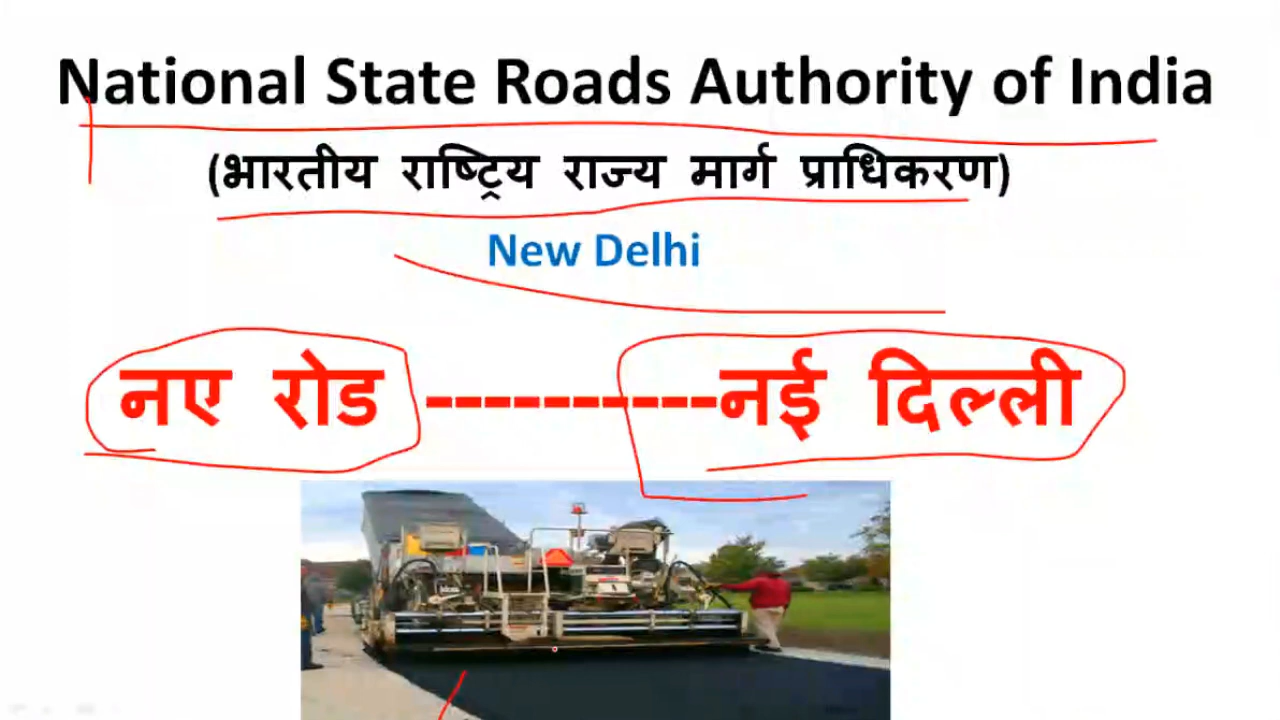 National State Roads Authority of India
(भारतीय राष्ट्रिय राज्य मार्ग प्राधिकरण)
New Delhi
नए रोड ----------नई दिल्ली